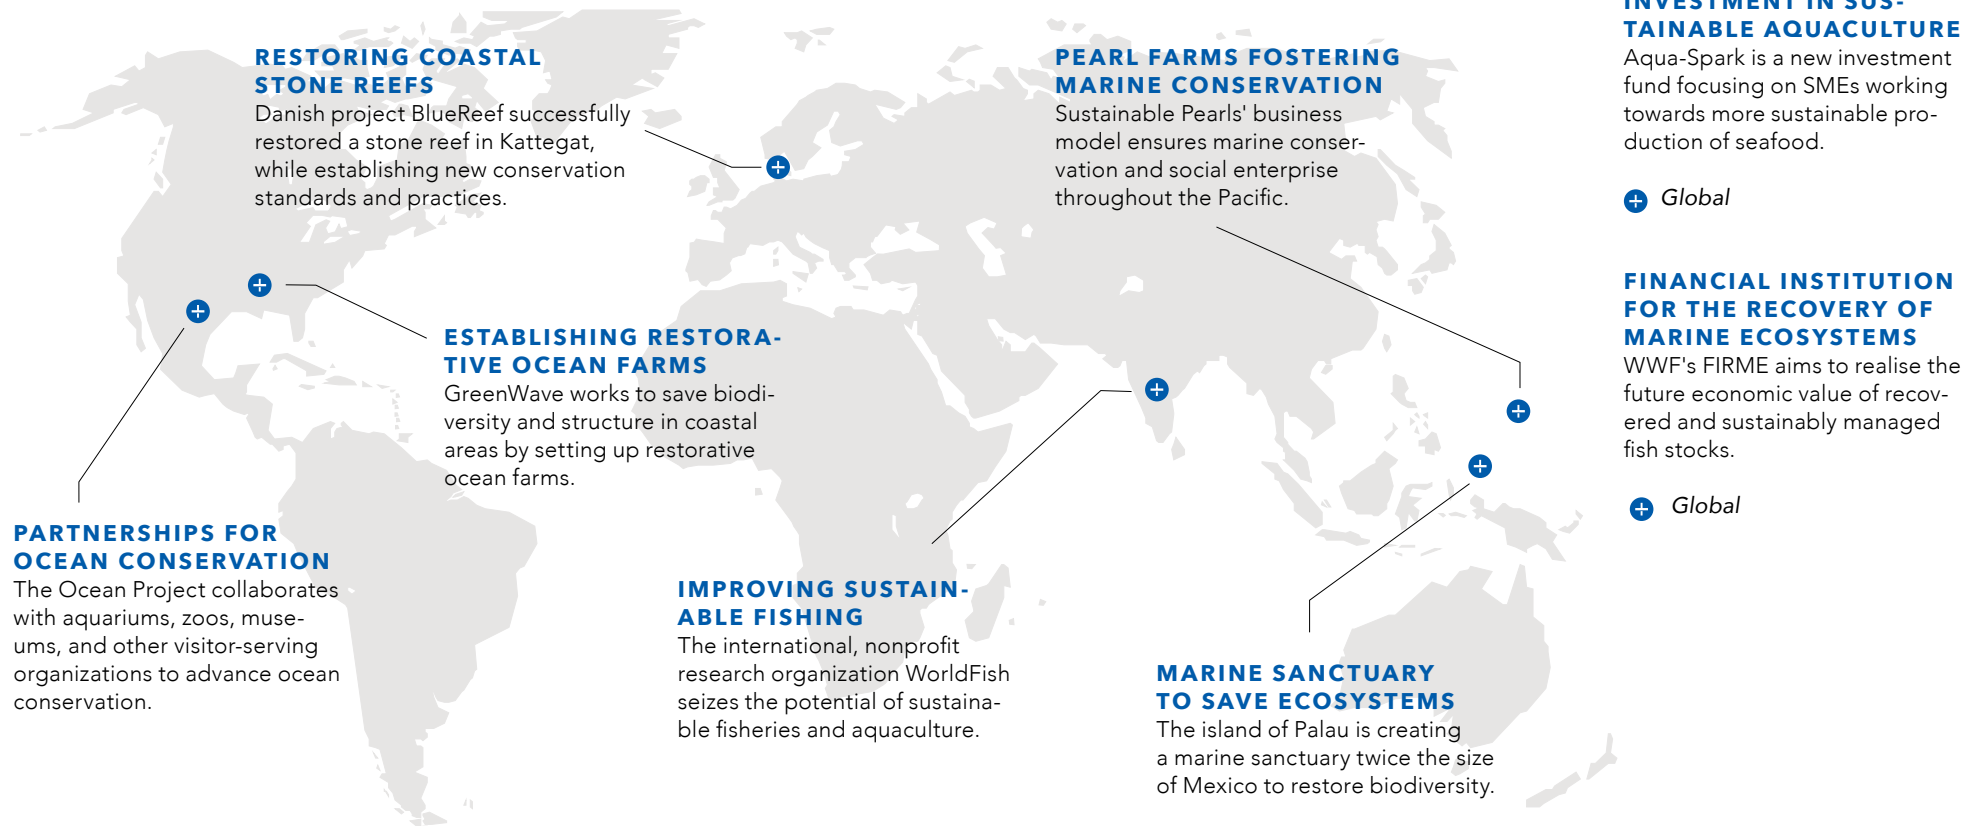 RESTORING COASTAL
STONE REEFS
Danish project BlueReef successfully
restored a stone reef in Kattegat,
while establishing new conservation
standards and practices.
PEARL FARMS FOSTERING
MARINE CONSERVATION
Sustainable Pearls' business
model ensures marine conser-
vation and social enterprise
throughout the Pacific.
INVESTMENT IN SUS-
TAINABLE AQUACULTURE
Aqua-Spark is a new investment
fund focusing on SMEs working
towards more sustainable pro-
duction of seafood.
Global
ESTABLISHING RESTORA-
TIVE OCEAN FARMS
GreenWave works to save biodi-
versity and structure in coastal
areas by setting up restorative
ocean farms.
FINANCIAL INSTITUTION
FOR THE RECOVERY OF
MARINE ECOSYSTEMS
WWF's FIRME aims to realise the
future economic value of recov-
ered and sustainably managed
fish stocks.
Global
PARTNERSHIPS FOR
OCEAN CONSERVATION
The Ocean Project collaborates
with aquariums, zoos, muse-
ums, and other visitor-serving
organizations to advance ocean
conservation.
IMPROVING SUSTAIN-
ABLE FISHING
The international, nonprofit
research organization WorldFish
seizes the potential of sustaina-
ble fisheries and aquaculture.
MARINE SANCTUARY
TO SAVE ECOSYSTEMS
The island of Palau is creating
a marine sanctuary twice the size
of Mexico to restore biodiversity.